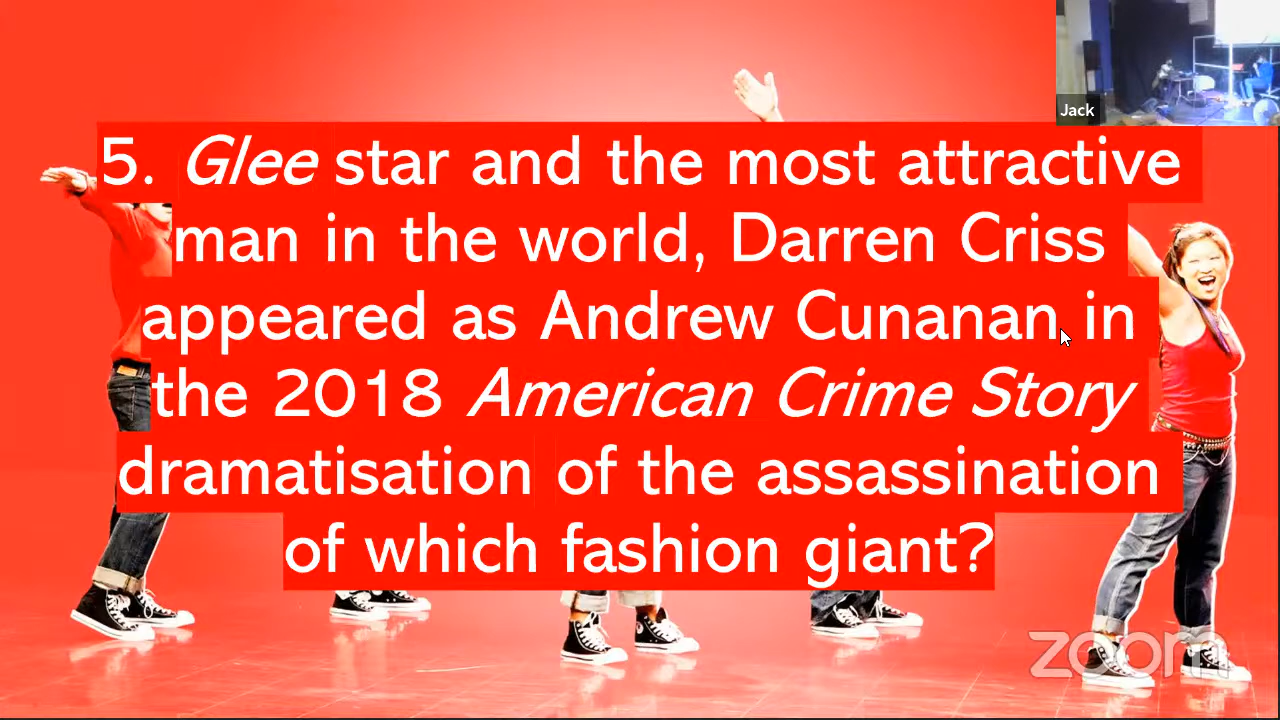 Jack
5. Glee star and the most attractive
man in the world, Darren Criss
appeared as Andrew Cunanan in
the 2018 American Crime Story
dramatisation of the assassination
of which fashion giant?
zoom